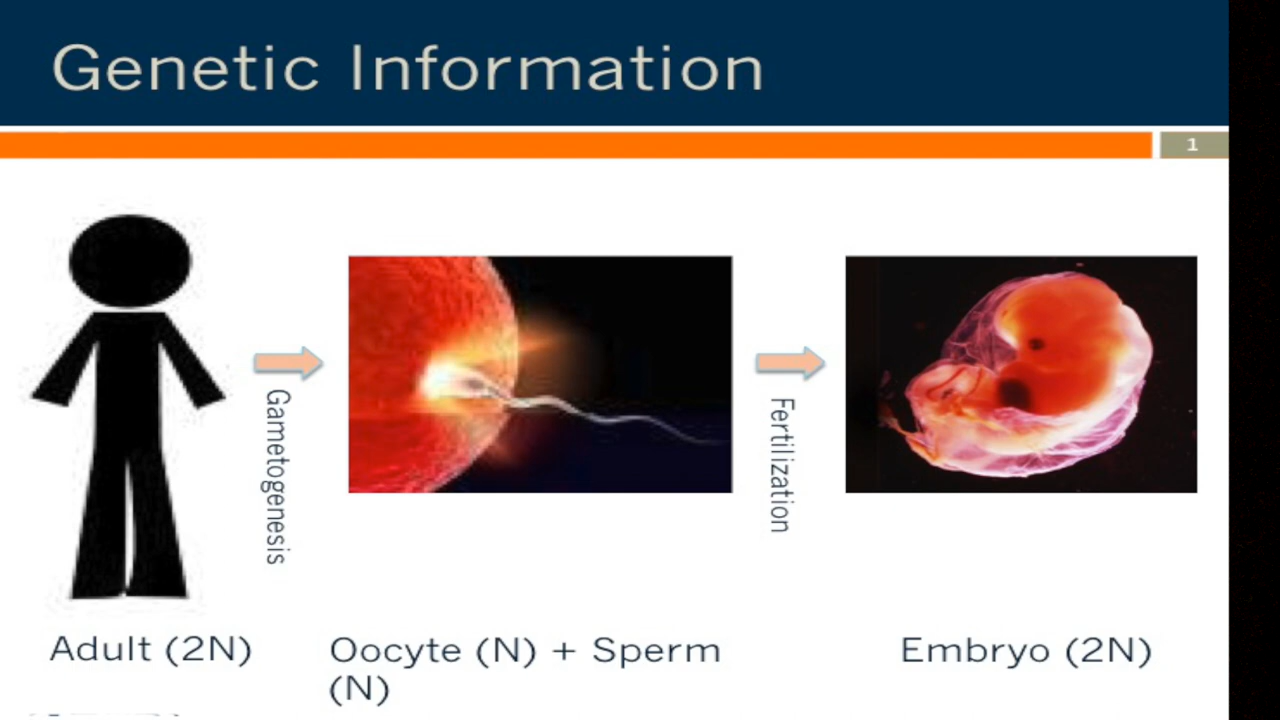 Genetic Information
1
Gametogenesis
Fertilization
Adult (2N)
Oocyte (N) + Sperm
(N)
Embryo (2N)